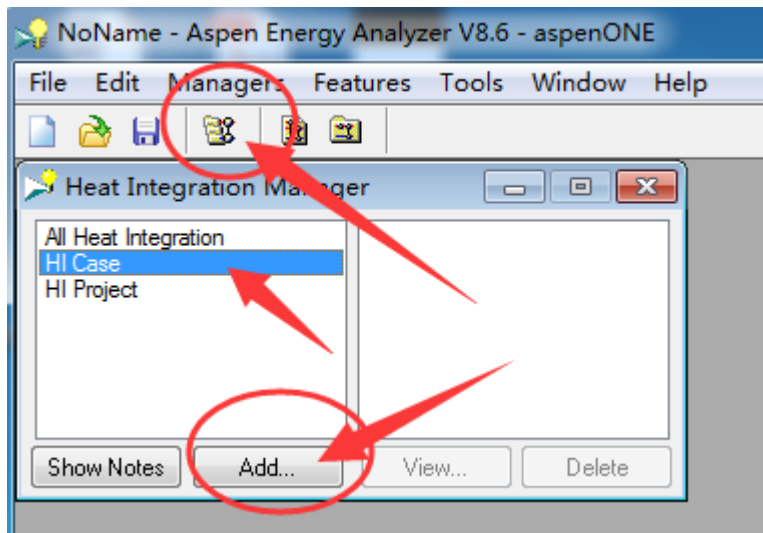 NoName - Aspen Energy Analyzer V8.6 - aspenONE
File Edit Managers Features Tools Window Help
Heat Integration Manager
All Heat Integration
HI Case
HI Project
Show Notes Add... View... Delete